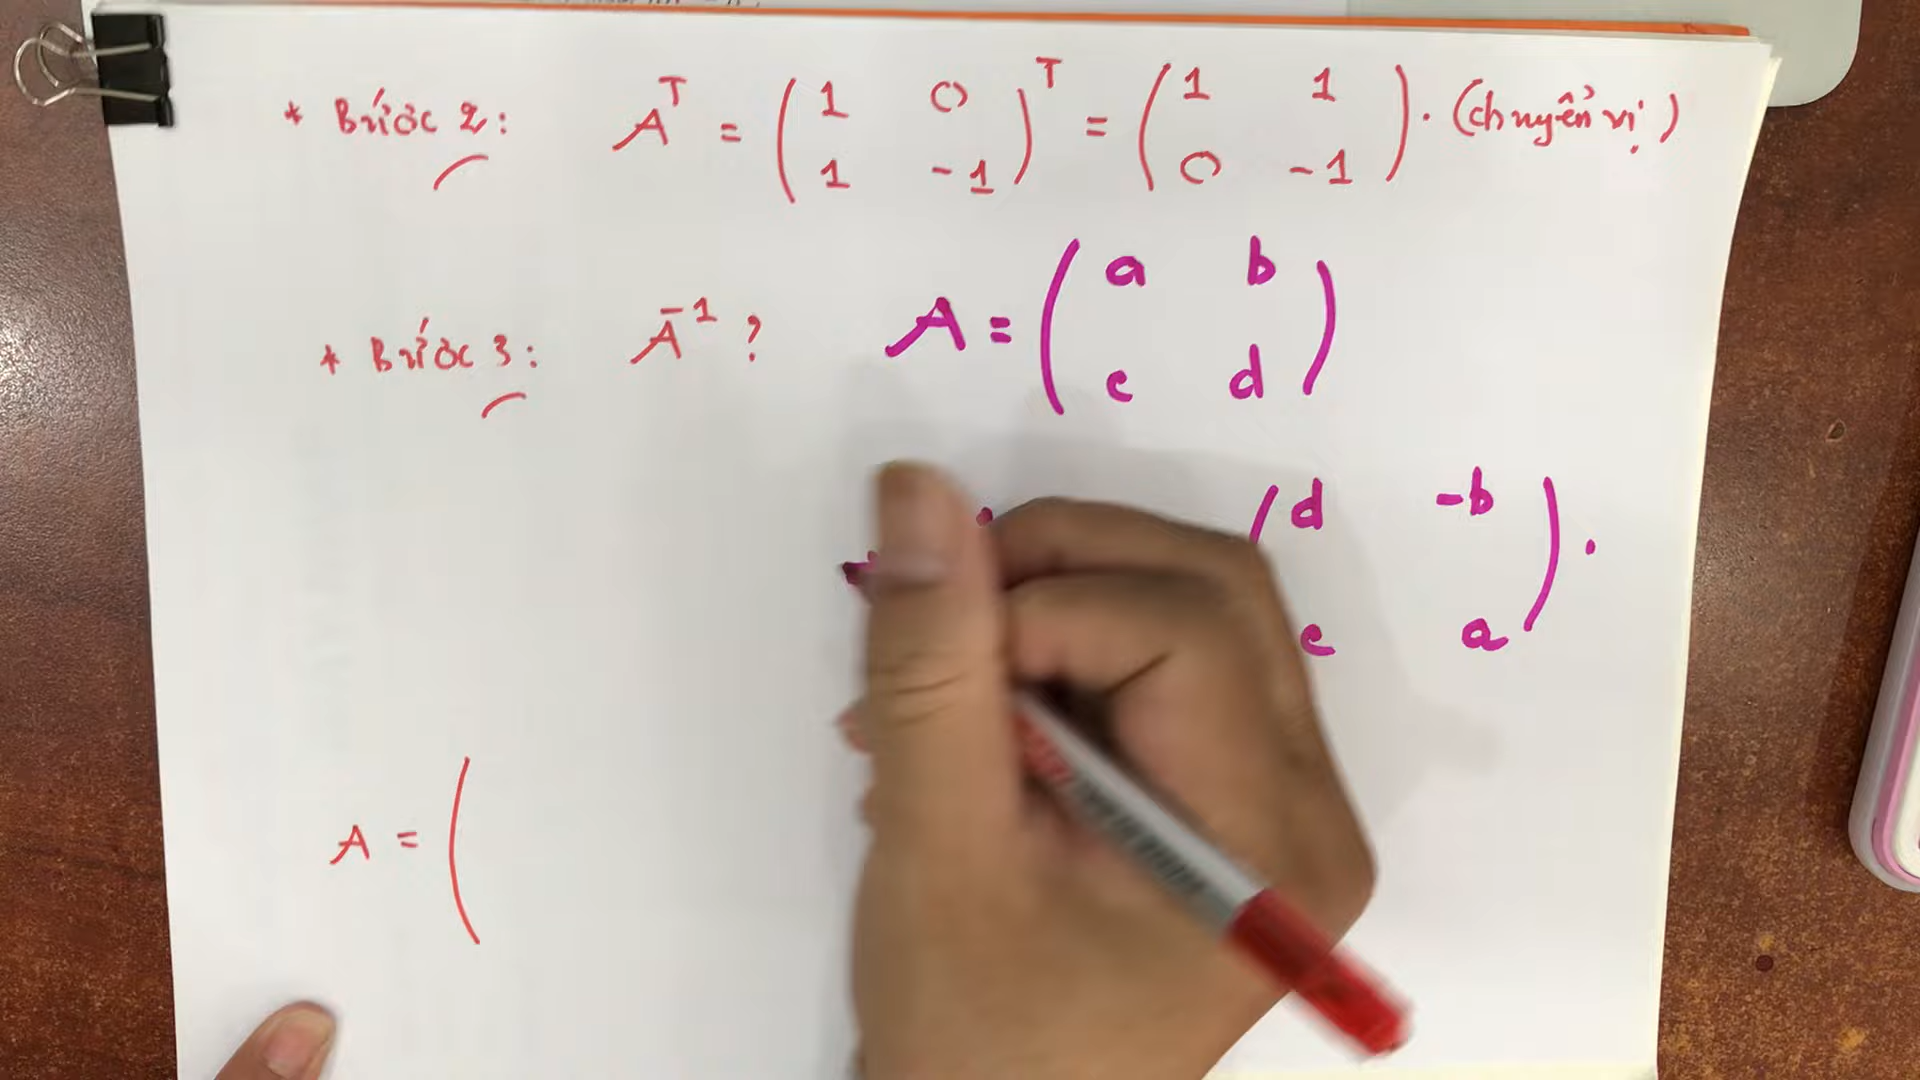 * Bước 2: A^T = ( 1 0 )^T = ( 1 1 ) . (chuyển vị)
1 -1 0 -1
* Bước 3: A^-1 ? A = ( a b )
c d
( d -b ) .
c a
A = (